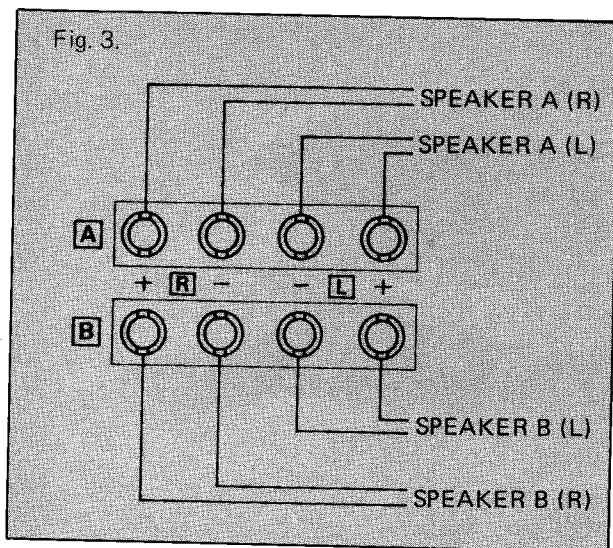 Fig. 3.
SPEAKER A (R)
SPEAKER A (L)
A
+ R - - L +
B
SPEAKER B (L)
SPEAKER B (R)